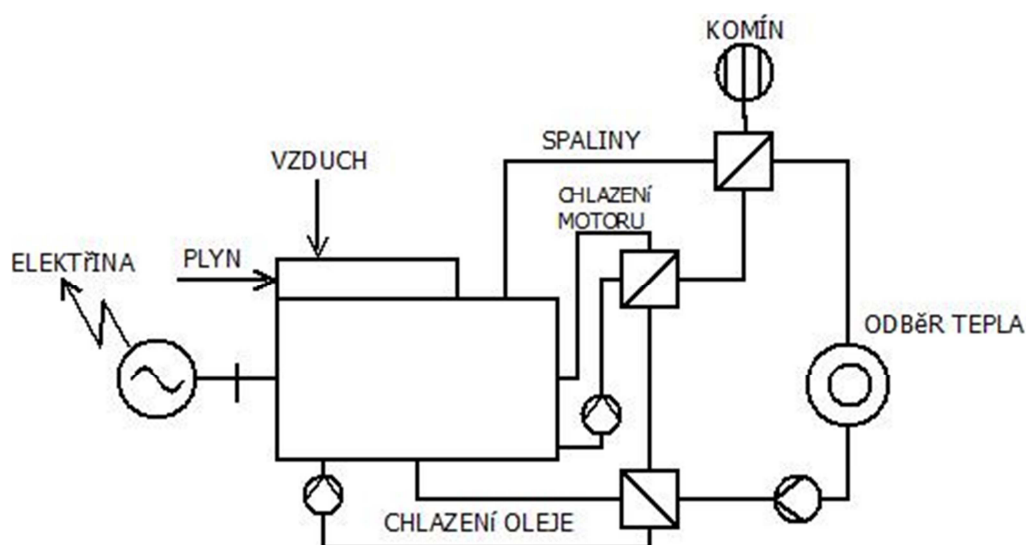 KOMÍN
SPALINY
VZDUCH
CHLAZENí
MOTORU
ELEKTřINA
PLYN
ODBěR TEPLA
CHLAZENí OLEJE